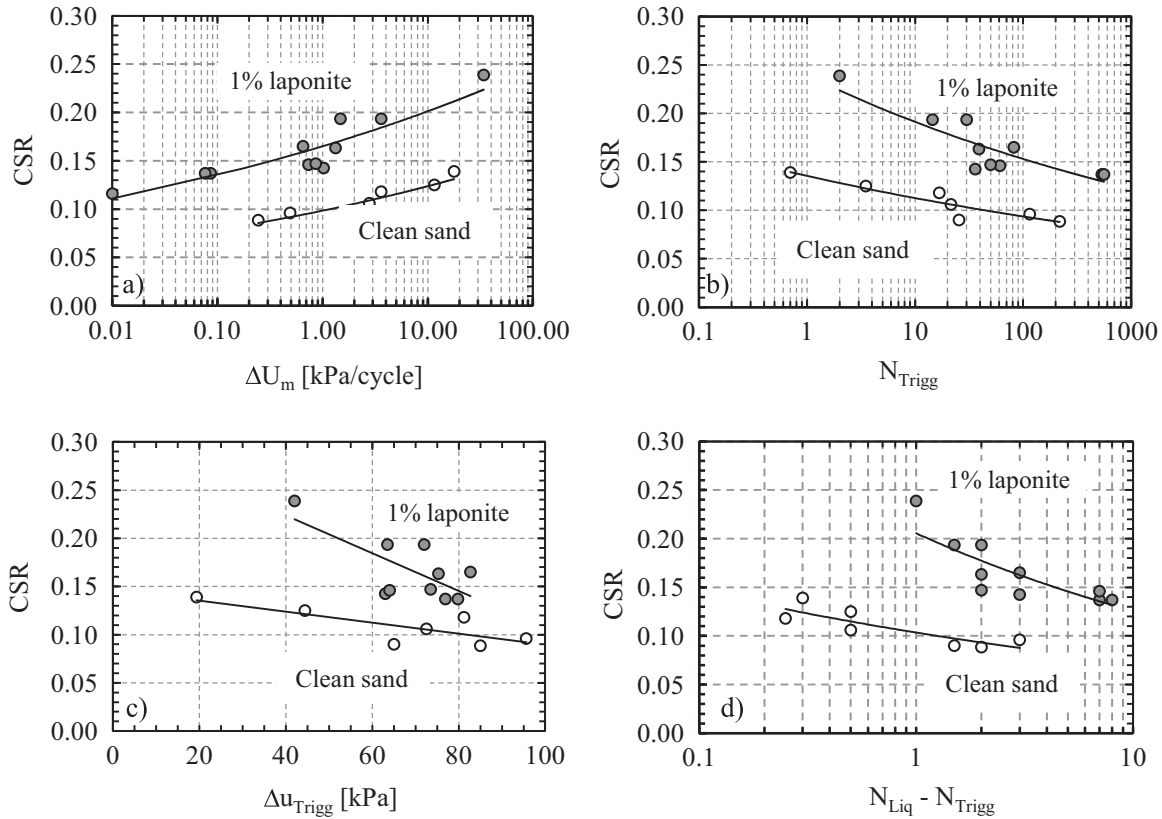 0.30
0.25
0.20
0.15
0.10
0.05
0.00
CSR
1% laponite
Clean sand
a)
0.01 0.10 1.00 10.00 100.00
ΔUm [kPa/cycle]
0.30
0.25
0.20
0.15
0.10
0.05
0.00
CSR
1% laponite
Clean sand
b)
0.1 1 10 100 1000
NTrigg
0.30
0.25
0.20
0.15
0.10
0.05
0.00
CSR
1% laponite
Clean sand
c)
0 20 40 60 80 100
ΔuTrigg [kPa]
0.30
0.25
0.20
0.15
0.10
0.05
0.00
CSR
1% laponite
Clean sand
d)
0.1 1 10
NLiq - NTrigg